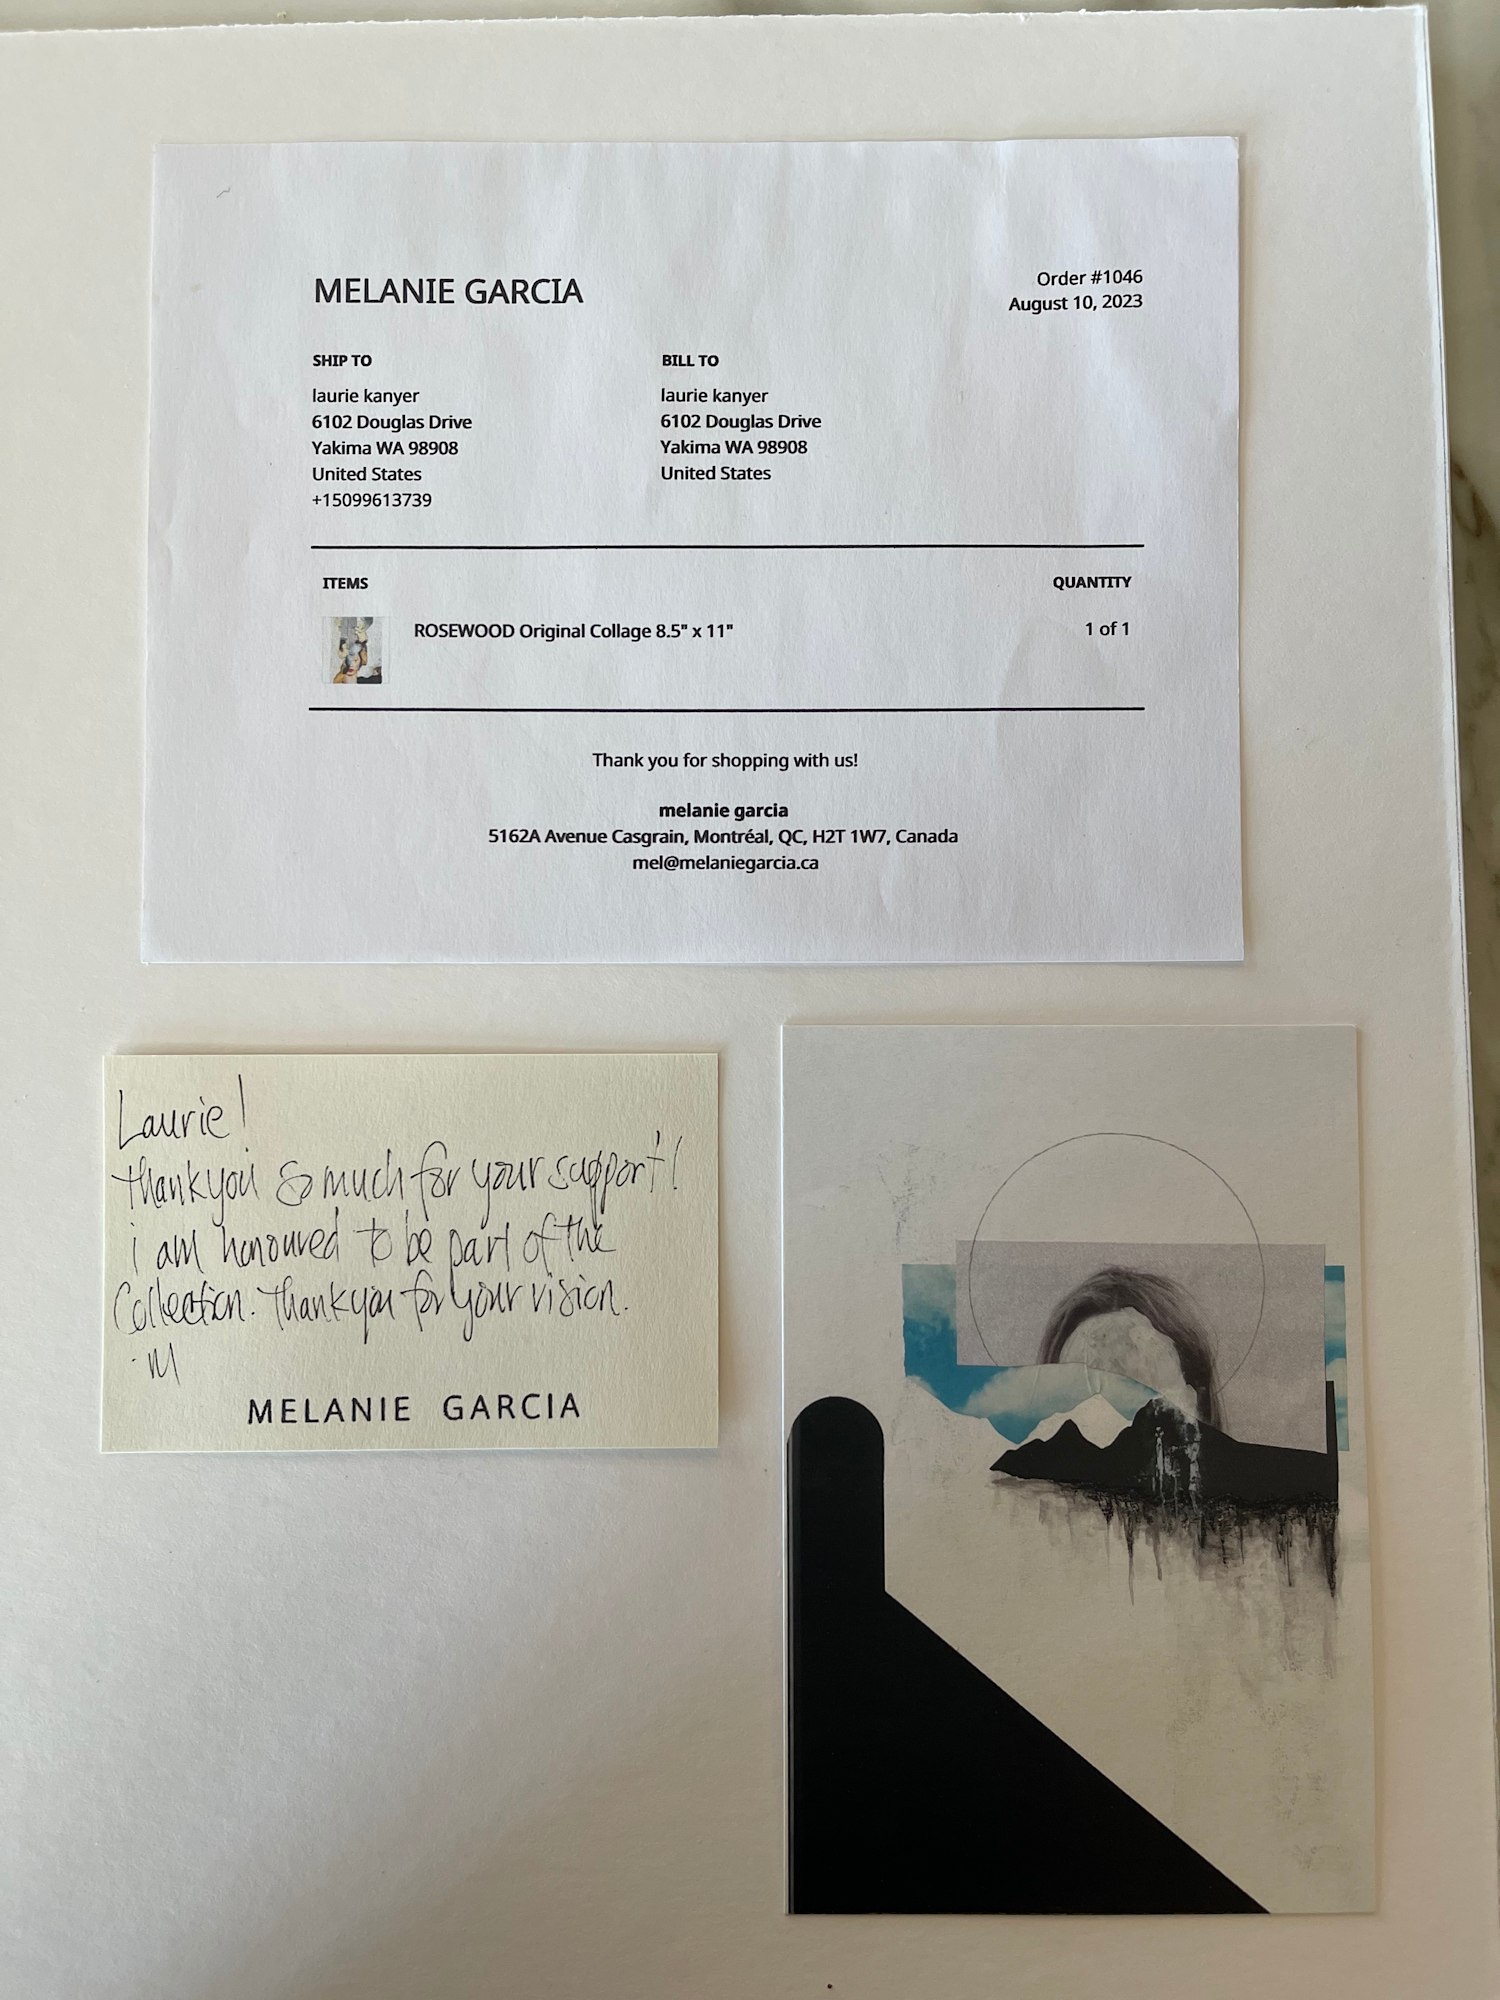 MELANIE GARCIA
Order #1046
August 10, 2023
SHIP TO
laurie kanyer
6102 Douglas Drive
Yakima WA 98908
United States
+15099613739
BILL TO
laurie kanyer
6102 Douglas Drive
Yakima WA 98908
United States
ITEMS
QUANTITY
ROSEWOOD Original Collage 8.5" x 11"
1 of 1
Thank you for shopping with us!
melanie garcia
5162A Avenue Casgrain, Montréal, QC, H2T 1W7, Canada
mel@melaniegarcia.ca
Laurie!
Thankyou so much for your support!
i am honoured to be part of the
Collection. Thankyou for your vision.
·M
MELANIE GARCIA